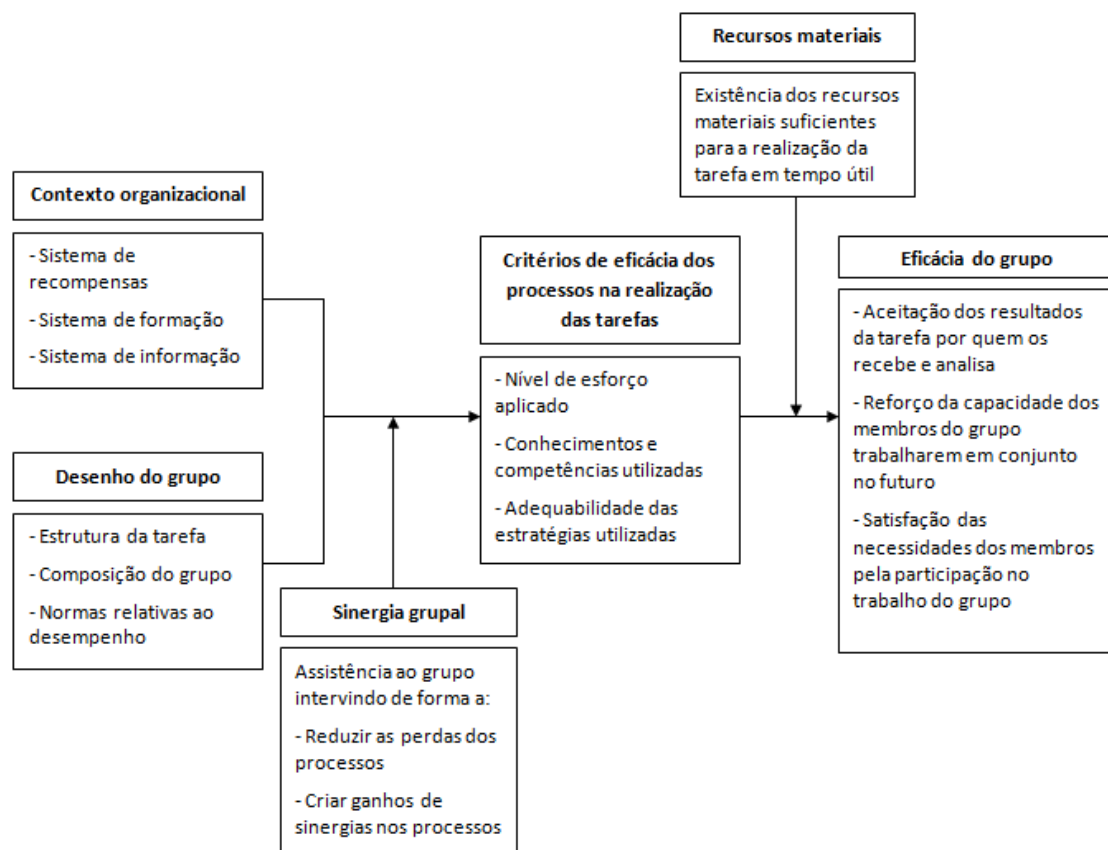 Recursos materiais
Existência dos recursos
materiais suficientes
para a realização da
tarefa em tempo útil
Contexto organizacional
- Sistema de
recompensas
- Sistema de formação
- Sistema de informação
Desenho do grupo
- Estrutura da tarefa
- Composição do grupo
- Normas relativas ao
desempenho
Sinergia grupal
Assistência ao grupo
intervindo de forma a:
- Reduzir as perdas dos
processos
- Criar ganhos de
sinergias nos processos
Critérios de eficácia dos
processos na realização
das tarefas
- Nível de esforço
aplicado
- Conhecimentos e
competências utilizadas
- Adequabilidade das
estratégias utilizadas
Eficácia do grupo
- Aceitação dos resultados
da tarefa por quem os
recebe e analisa
- Reforço da capacidade dos
membros do grupo
trabalharem em conjunto
no futuro
- Satisfação das
necessidades dos membros
pela participação no
trabalho do grupo